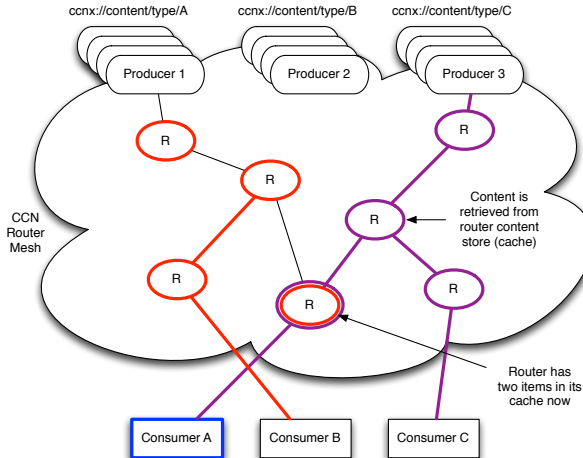 ccnx://content/type/A
ccnx://content/type/B
ccnx://content/type/C
Producer 1
Producer 2
Producer 3
R
R
R
Content is
retrieved from
router content
store (cache)
R
CCN
Router
Mesh
R
R
R
Router has
two items in its
cache now
Consumer A
Consumer B
Consumer C